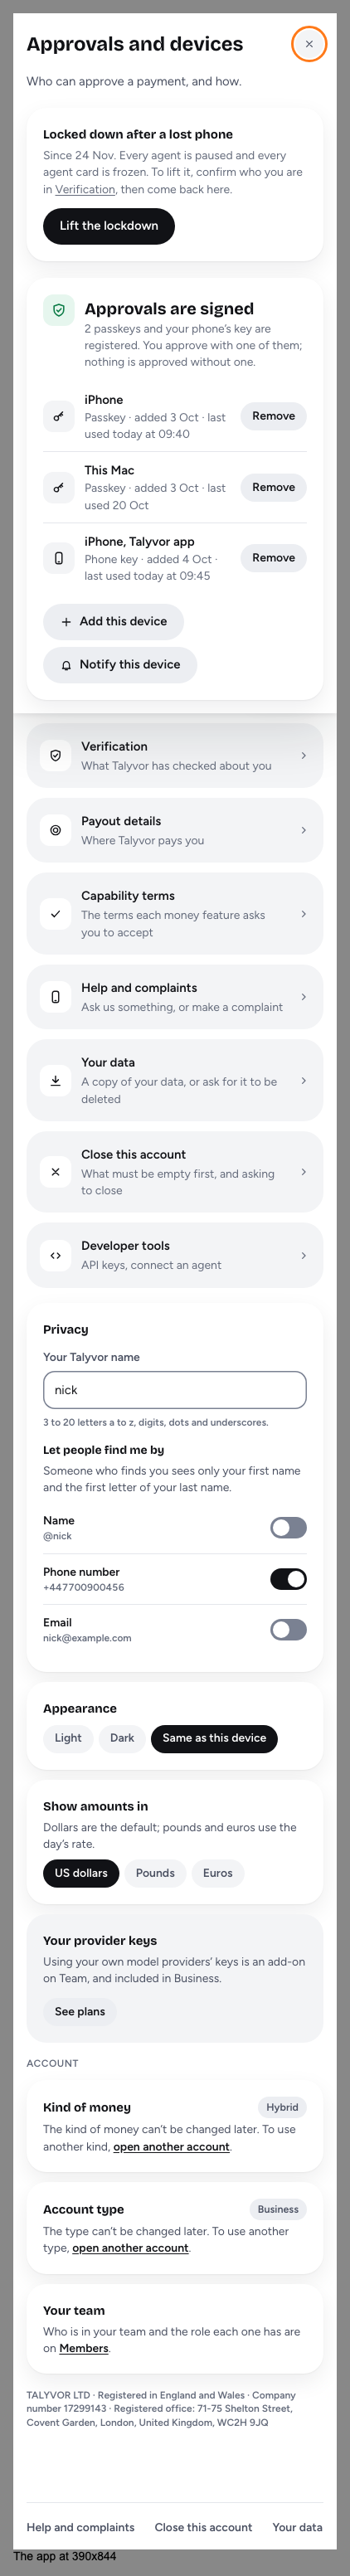 Approvals and devices
Who can approve a payment, and how.
Locked down after a lost phone
Since 24 Nov. Every agent is paused and every
agent card is frozen. To lift it, confirm who you are
in Verification, then come back here.
Lift the lockdown
Approvals are signed
2 passkeys and your phone’s key are
registered. You approve with one of them;
nothing is approved without one.
iPhone
Passkey · added 3 Oct · last
used today at 09:40
Remove
This Mac
Passkey · added 3 Oct · last
used 20 Oct
Remove
iPhone, Talyvor app
Phone key · added 4 Oct ·
last used today at 09:45
Remove
Add this device
Notify this device
Verification
What Talyvor has checked about you
Payout details
Where Talyvor pays you
Capability terms
The terms each money feature asks
you to accept
Help and complaints
Ask us something, or make a complaint
Your data
A copy of your data, or ask for it to be
deleted
Close this account
What must be empty first, and asking
to close
Developer tools
API keys, connect an agent
Privacy
Your Talyvor name
nick
3 to 20 letters a to z, digits, dots and underscores.
Let people find me by
Someone who finds you sees only your first name
and the first letter of your last name.
Name
@nick
Phone number
+447700900456
Email
nick@example.com
Appearance
Light
Dark
Same as this device
Show amounts in
Dollars are the default; pounds and euros use the
day’s rate.
US dollars
Pounds
Euros
Your provider keys
Using your own model providers’ keys is an add-on
on Team, and included in Business.
See plans
ACCOUNT
Kind of money
Hybrid
The kind of money can’t be changed later. To use
another kind, open another account.
Account type
Business
The type can’t be changed later. To use another
type, open another account.
Your team
Who is in your team and the role each one has are
on Members.
TALYVOR LTD · Registered in England and Wales · Company
number 17299143 · Registered office: 71-75 Shelton Street,
Covent Garden, London, United Kingdom, WC2H 9JQ
Help and complaints
Close this account
Your data
The app at 390x844